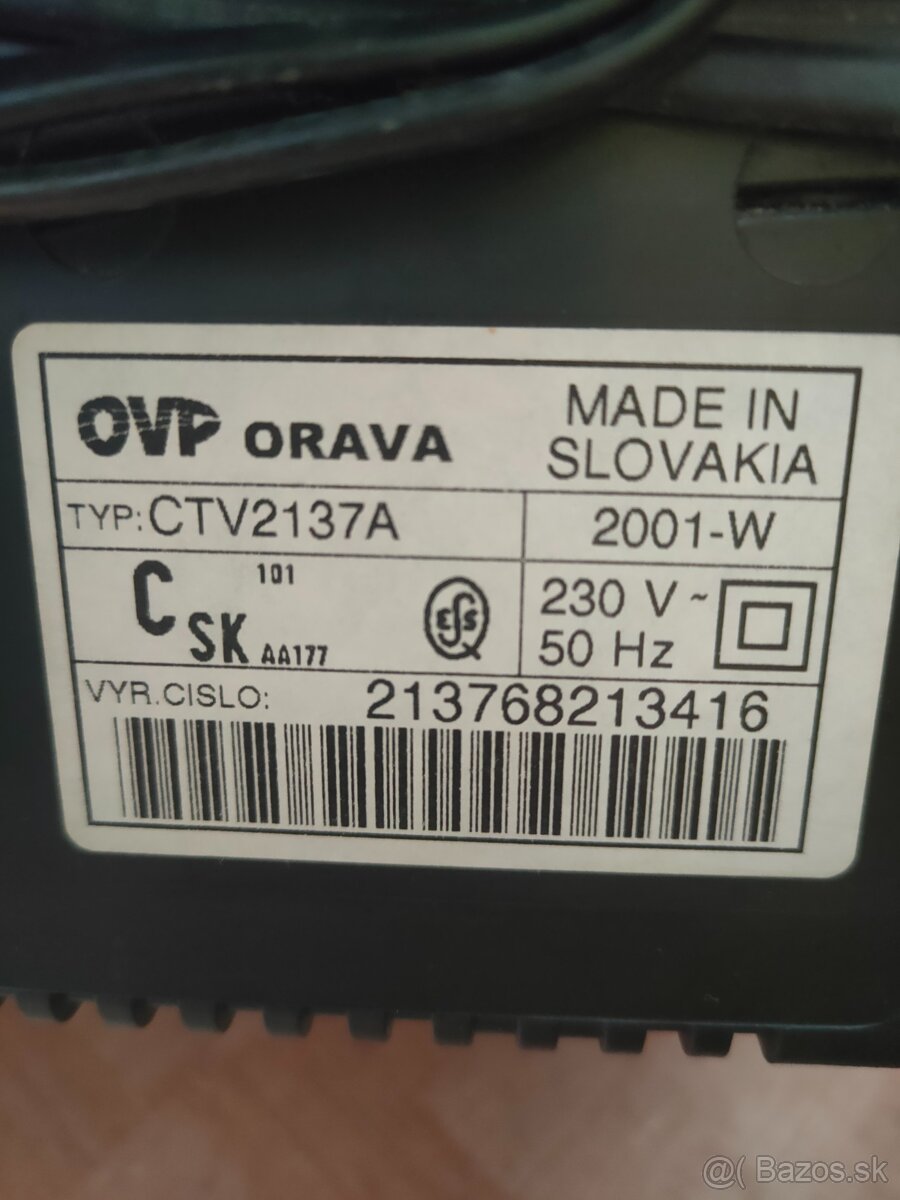 OVP ORAVA
MADE IN
SLOVAKIA
TYP: CTV2137A
2001-W
C SK 101
AA177
ESQ
230 V ~
50 Hz
VYR.CISLO: 213768213416
@( Bazos.sk